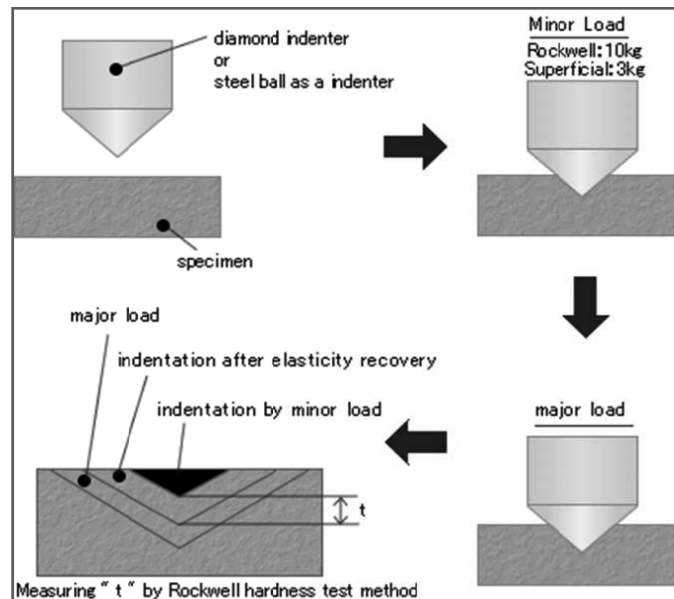 diamond indenter
or
steel ball as a indenter
Minor Load
Rockwell:10kg
Superficial:3kg
specimen
major load
major load
indentation after elasticity recovery
indentation by minor load
t
Measuring " t " by Rockwell hardness test method